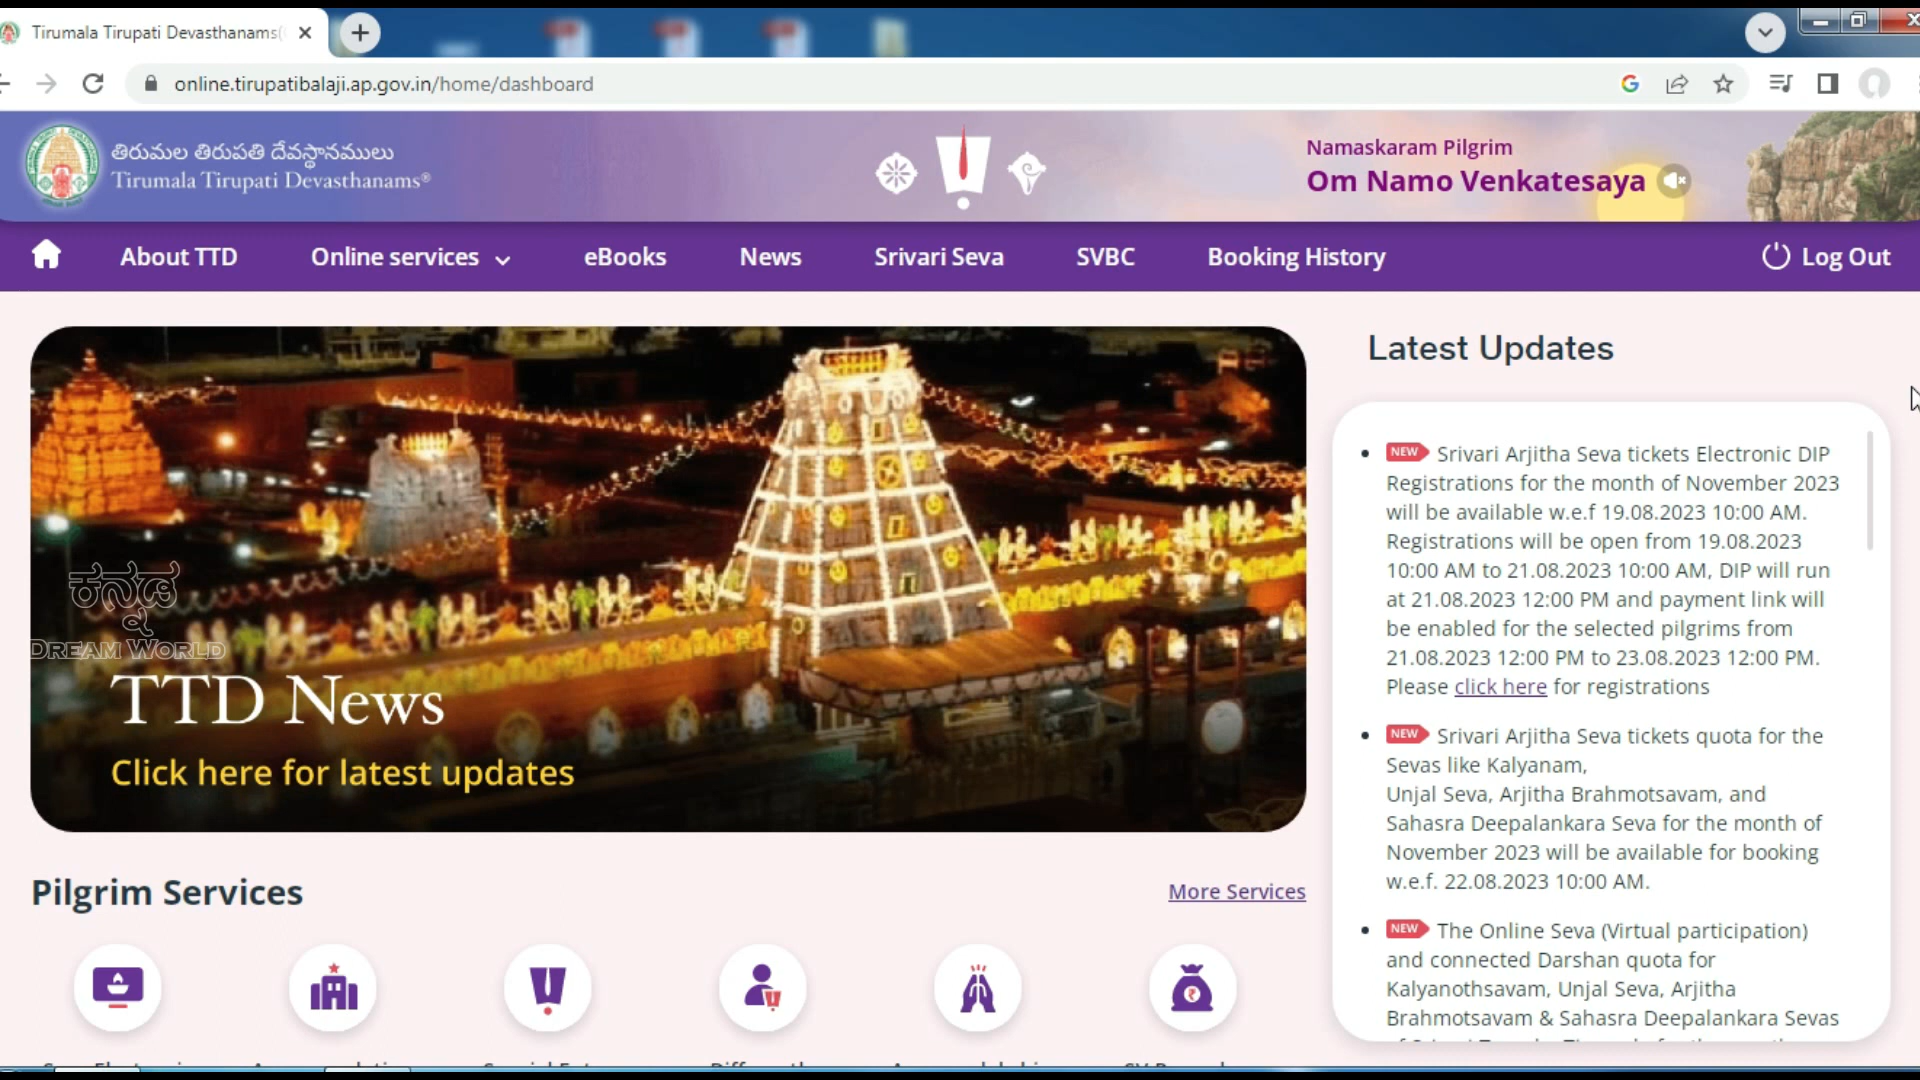 Tirumala Tirupati Devasthanams(
online.tirupatibalaji.ap.gov.in/home/dashboard
తిరుమల తిరుపతి దేవస్థానములు
Tirumala Tirupati Devasthanams®
Namaskaram Pilgrim
Om Namo Venkatesaya
About TTD
Online services
eBooks
News
Srivari Seva
SVBC
Booking History
Log Out
ಕನ್ನಡ
DREAM WORLD
TTD News
Click here for latest updates
Latest Updates
NEW Srivari Arjitha Seva tickets Electronic DIP
Registrations for the month of November 2023
will be available w.e.f 19.08.2023 10:00 AM.
Registrations will be open from 19.08.2023
10:00 AM to 21.08.2023 10:00 AM, DIP will run
at 21.08.2023 12:00 PM and payment link will
be enabled for the selected pilgrims from
21.08.2023 12:00 PM to 23.08.2023 12:00 PM.
Please click here for registrations
NEW Srivari Arjitha Seva tickets quota for the
Sevas like Kalyanam,
Unjal Seva, Arjitha Brahmotsavam, and
Sahasra Deepalankara Seva for the month of
November 2023 will be available for booking
w.e.f. 22.08.2023 10:00 AM.
NEW The Online Seva (Virtual participation)
and connected Darshan quota for
Kalyanothsavam, Unjal Seva, Arjitha
Brahmotsavam & Sahasra Deepalankara Sevas
Pilgrim Services
More Services